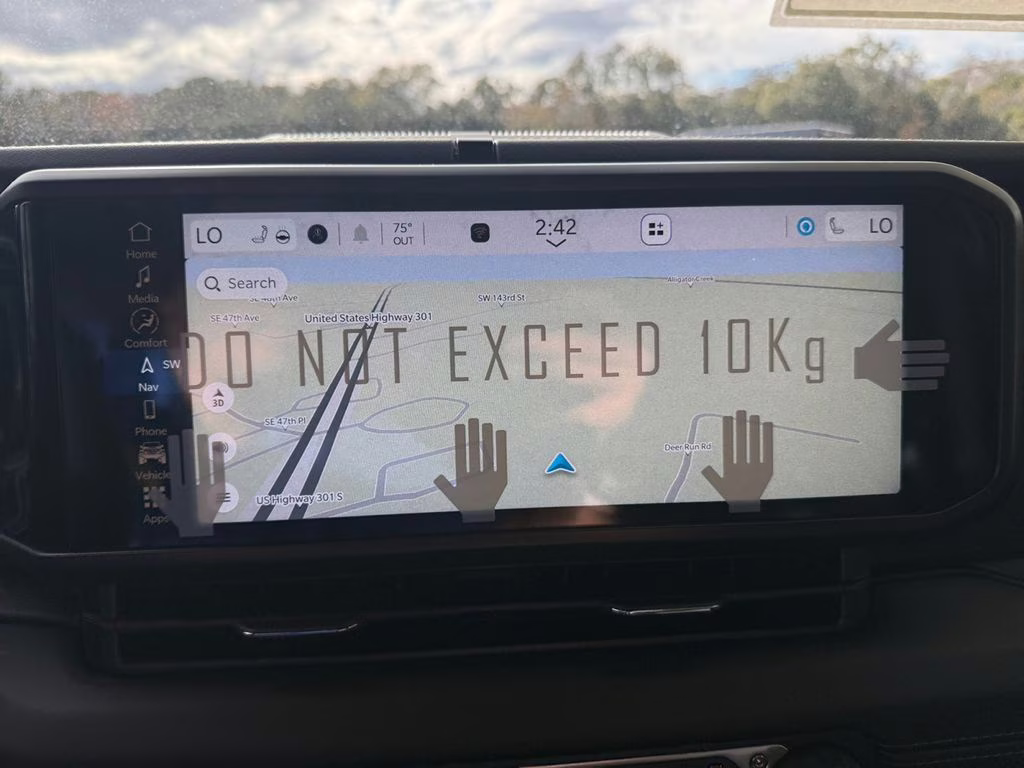 LO
75°
OUT
2:42
LO
Home
Search
Alligator Creek
Media
SW 143rd St
SE 47th Ave
United States Highway 301
DO NOT EXCEED 10Kg
Comfort
SW
Nav
3D
SE 47th Pl
Phone
Deer Run Rd
Vehicle
US Highway 301 S
Apps